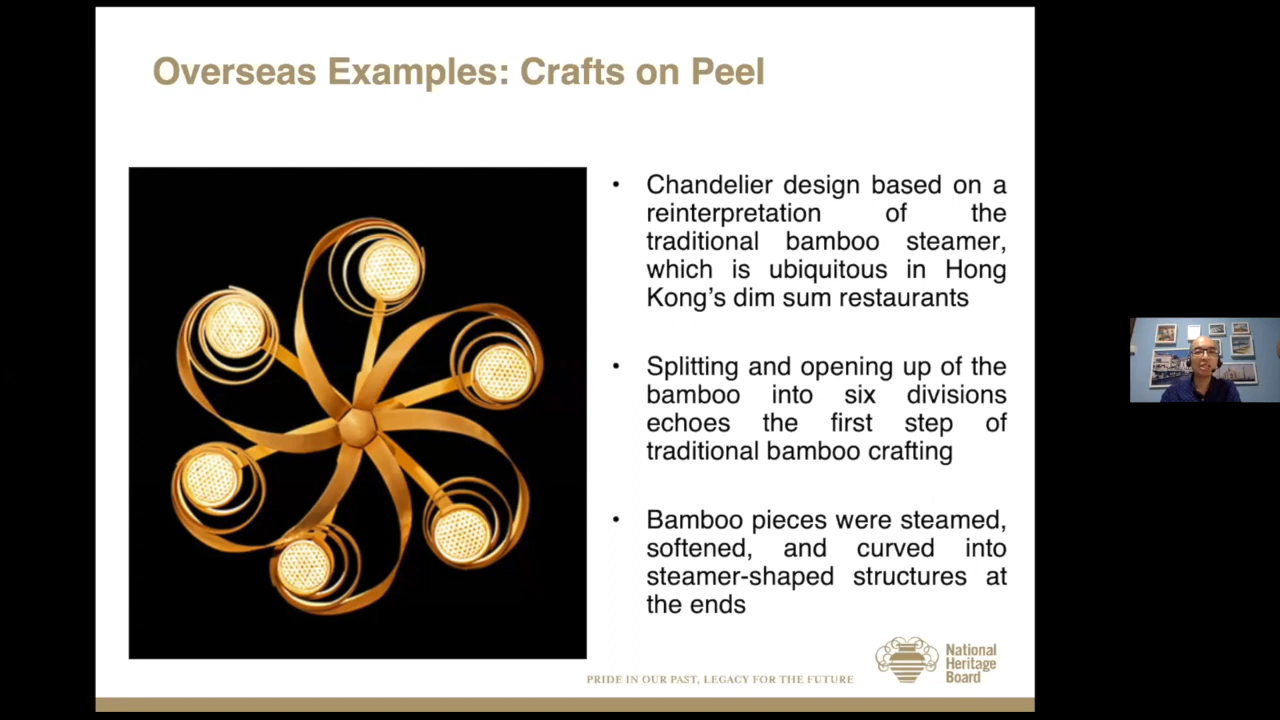 Overseas Examples: Crafts on Peel
• Chandelier design based on a
reinterpretation of the
traditional bamboo steamer,
which is ubiquitous in Hong
Kong's dim sum restaurants
• Splitting and opening up of the
bamboo into six divisions
echoes the first step of
traditional bamboo crafting
• Bamboo pieces were steamed,
softened, and curved into
steamer-shaped structures at
the ends
PRIDE IN OUR PAST, LEGACY FOR THE FUTURE
National
Heritage
Board